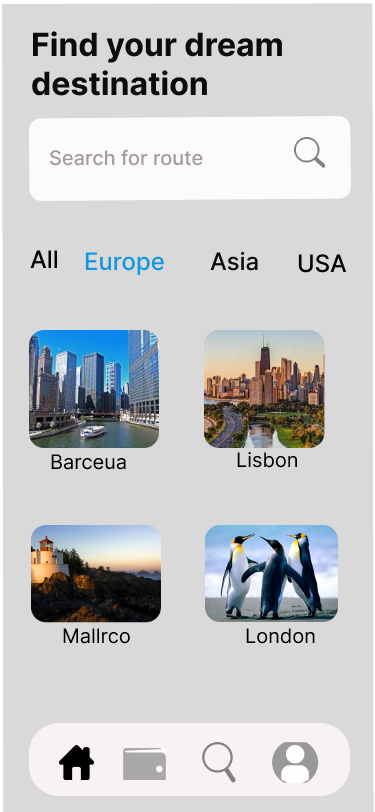 Find your dream
destination
Search for route
All Europe Asia USA
Barceua Lisbon
Mallrco London